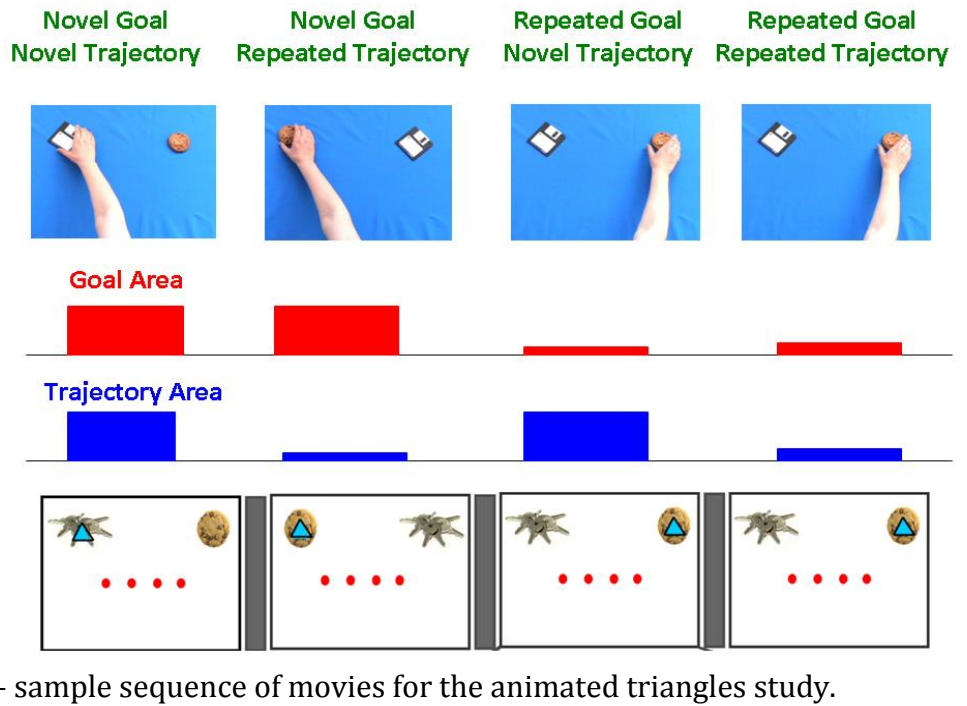 Novel Goal
Novel Trajectory
Novel Goal
Repeated Trajectory
Repeated Goal
Novel Trajectory
Repeated Goal
Repeated Trajectory
Goal Area
Trajectory Area
- sample sequence of movies for the animated triangles study.